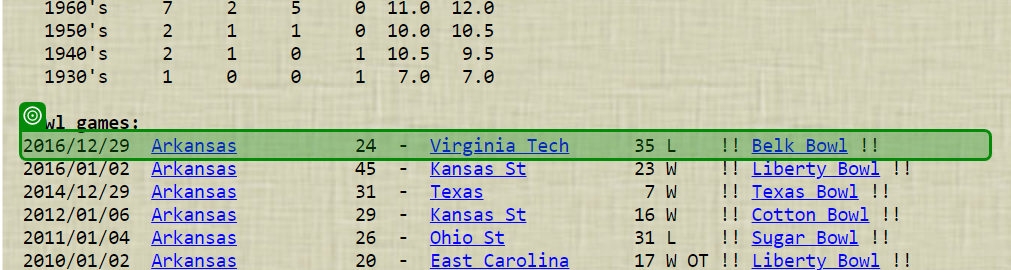 1960's 7 2 5 0 11.0 12.0
1950's 2 1 1 0 10.0 10.5
1940's 2 1 0 1 10.5 9.5
1930's 1 0 0 1 7.0 7.0
wl games:
2016/12/29 Arkansas 24 - Virginia Tech 35 L !! Belk Bowl !!
2016/01/02 Arkansas 45 - Kansas St 23 W !! Liberty Bowl !!
2014/12/29 Arkansas 31 - Texas 7 W !! Texas Bowl !!
2012/01/06 Arkansas 29 - Kansas St 16 W !! Cotton Bowl !!
2011/01/04 Arkansas 26 - Ohio St 31 L !! Sugar Bowl !!
2010/01/02 Arkansas 20 - East Carolina 17 W OT !! Liberty Bowl !!